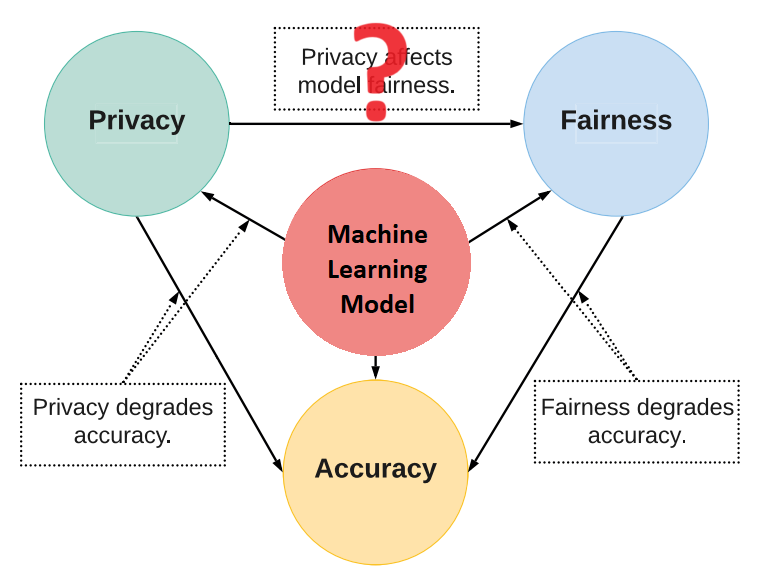 Privacy affects
model fairness.
?
Privacy
Fairness
Machine
Learning
Model
Privacy degrades
accuracy.
Fairness degrades
accuracy.
Accuracy